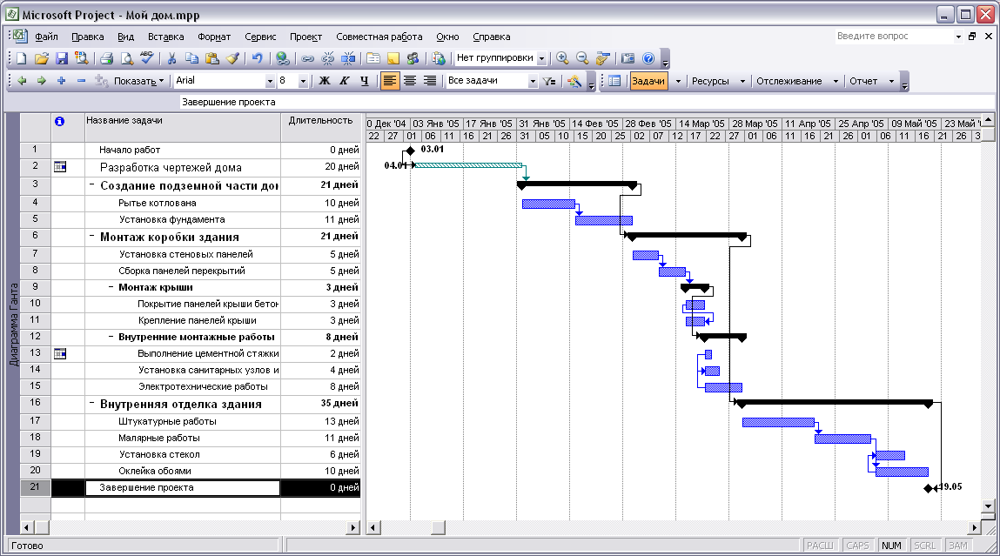 Microsoft Project - Мой дом.mpp
Файл Правка Вид Вставка Формат Сервис Проект Совместная работа Окно Справка Введите вопрос
Нет группировки
Показать Arial 8 Ж К Ч Все задачи Задачи Ресурсы Отслеживание Отчет
Завершение проекта
Название задачи Длительность
0 Дек '04 03 Янв '05 17 Янв '05 31 Янв '05 14 Фев '05 28 Фев '05 14 Мар '05 28 Мар '05 11 Апр '05 25 Апр '05 09 Май '05 23 Май '
22 27 01 06 11 16 21 26 31 05 10 15 20 25 02 07 12 17 22 27 01 06 11 16 21 26 01 06 11 16 21 26 3
Диаграмма Ганта
1 Начало работ 0 дней 03.01
2 Разработка чертежей дома 20 дней 04.01
3 Создание подземной части дом 21 дней
4 Рытье котлована 10 дней
5 Установка фундамента 11 дней
6 Монтаж коробки здания 21 дней
7 Установка стеновых панелей 5 дней
8 Сборка панелей перекрытий 5 дней
9 Монтаж крыши 3 дней
10 Покрытие панелей крыши бетон 3 дней
11 Крепление панелей крыши 3 дней
12 Внутренние монтажные работы 8 дней
13 Выполнение цементной стяжки 2 дней
14 Установка санитарных узлов и 4 дней
15 Электротехнические работы 8 дней
16 Внутренняя отделка здания 35 дней
17 Штукатурные работы 13 дней
18 Малярные работы 11 дней
19 Установка стекол 6 дней
20 Оклейка обоями 10 дней
21 Завершение проекта 0 дней 19.05
Готово РАСШ CAPS NUM SCRL ЗАМ